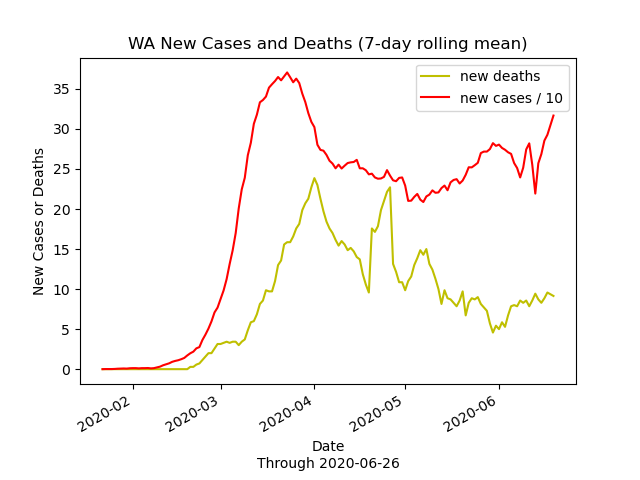 WA New Cases and Deaths (7-day rolling mean)
new deaths
new cases / 10
35
30
25
20
15
10
5
0
New Cases or Deaths
2020-02
2020-03
2020-04
2020-05
2020-06
Date
Through 2020-06-26